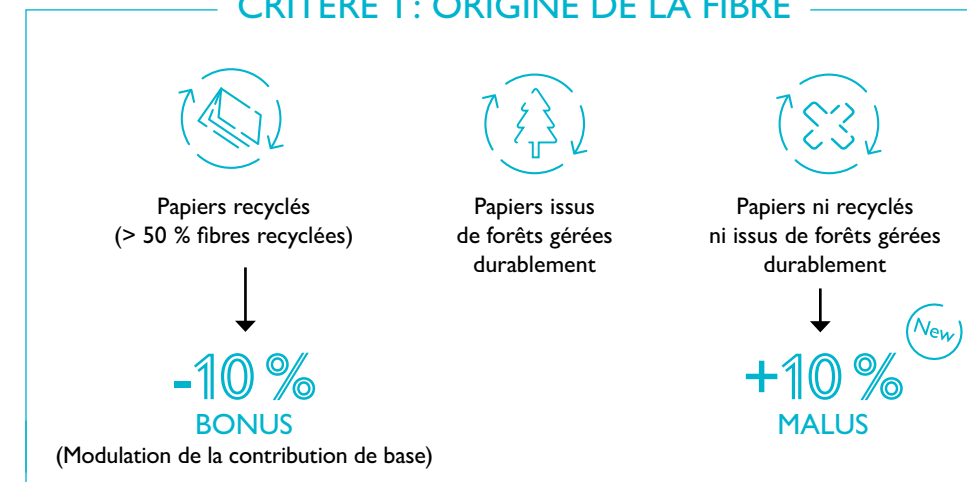 CRITÈRE 1 : ORIGINE DE LA FIBRE
Papiers recyclés
(> 50 % fibres recyclées)
-10 %
BONUS
(Modulation de la contribution de base)
Papiers issus
de forêts gérées
durablement
Papiers ni recyclés
ni issus de forêts gérées
durablement
New
+10 %
MALUS